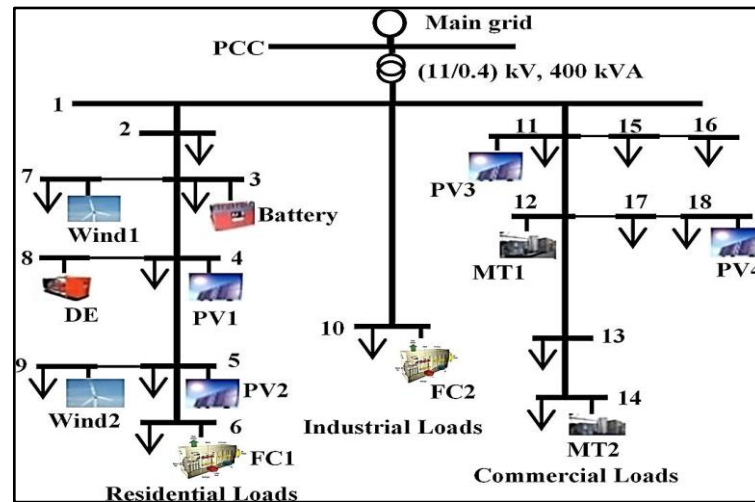 Main grid
PCC
(11/0.4) kV, 400 kVA
1
2
11
15
16
7
3
PV3
Wind1
Battery
12
17
18
8
4
MT1
PV4
DE
PV1
10
13
9
5
Wind2
PV2
FC2
14
6
Industrial Loads
FC1
MT2
Residential Loads
Commercial Loads